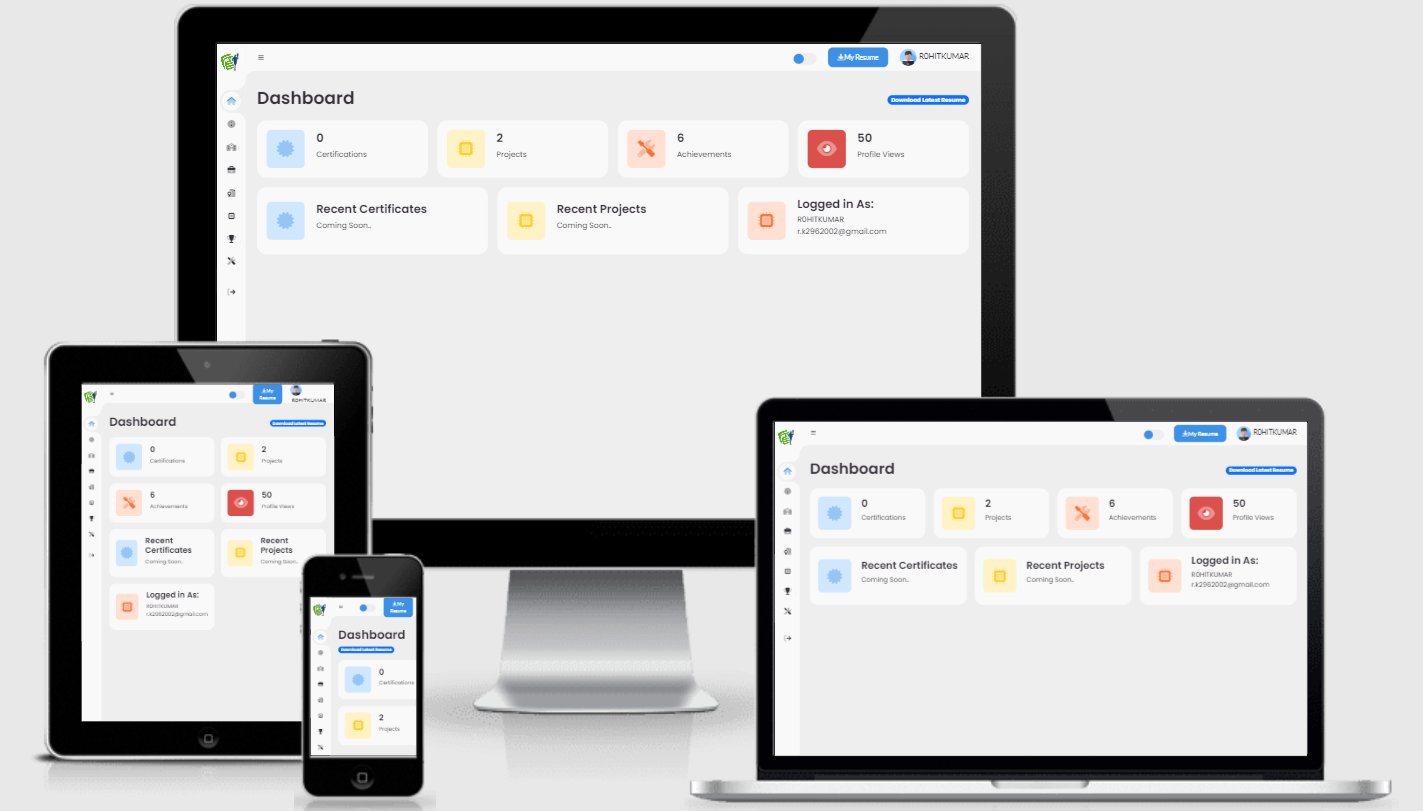 My Resume
ROHITKUMAR
Dashboard
Download Latest Resume
0
Certifications
2
Projects
6
Achievements
50
Profile Views
Recent Certificates
Coming Soon..
Recent Projects
Coming Soon..
Logged in As:
ROHITKUMAR
r.k2962002@gmail.com
My
Resume
ROHITKUMAR
Dashboard
Download Latest Resume
0
Certifications
2
Projects
6
Achievements
50
Profile Views
Recent
Certificates
Coming Soon..
Recent
Projects
Coming Soon..
Logged in As:
ROHITKUMAR
r.k2962002@gmail.com
My
Resume
Dashboard
Download Latest Resume
0
Certifications
2
Projects
My Resume
ROHITKUMAR
Dashboard
Download Latest Resume
0
Certifications
2
Projects
6
Achievements
50
Profile Views
Recent Certificates
Coming Soon..
Recent Projects
Coming Soon..
Logged in As:
ROHITKUMAR
r.k2962002@gmail.com